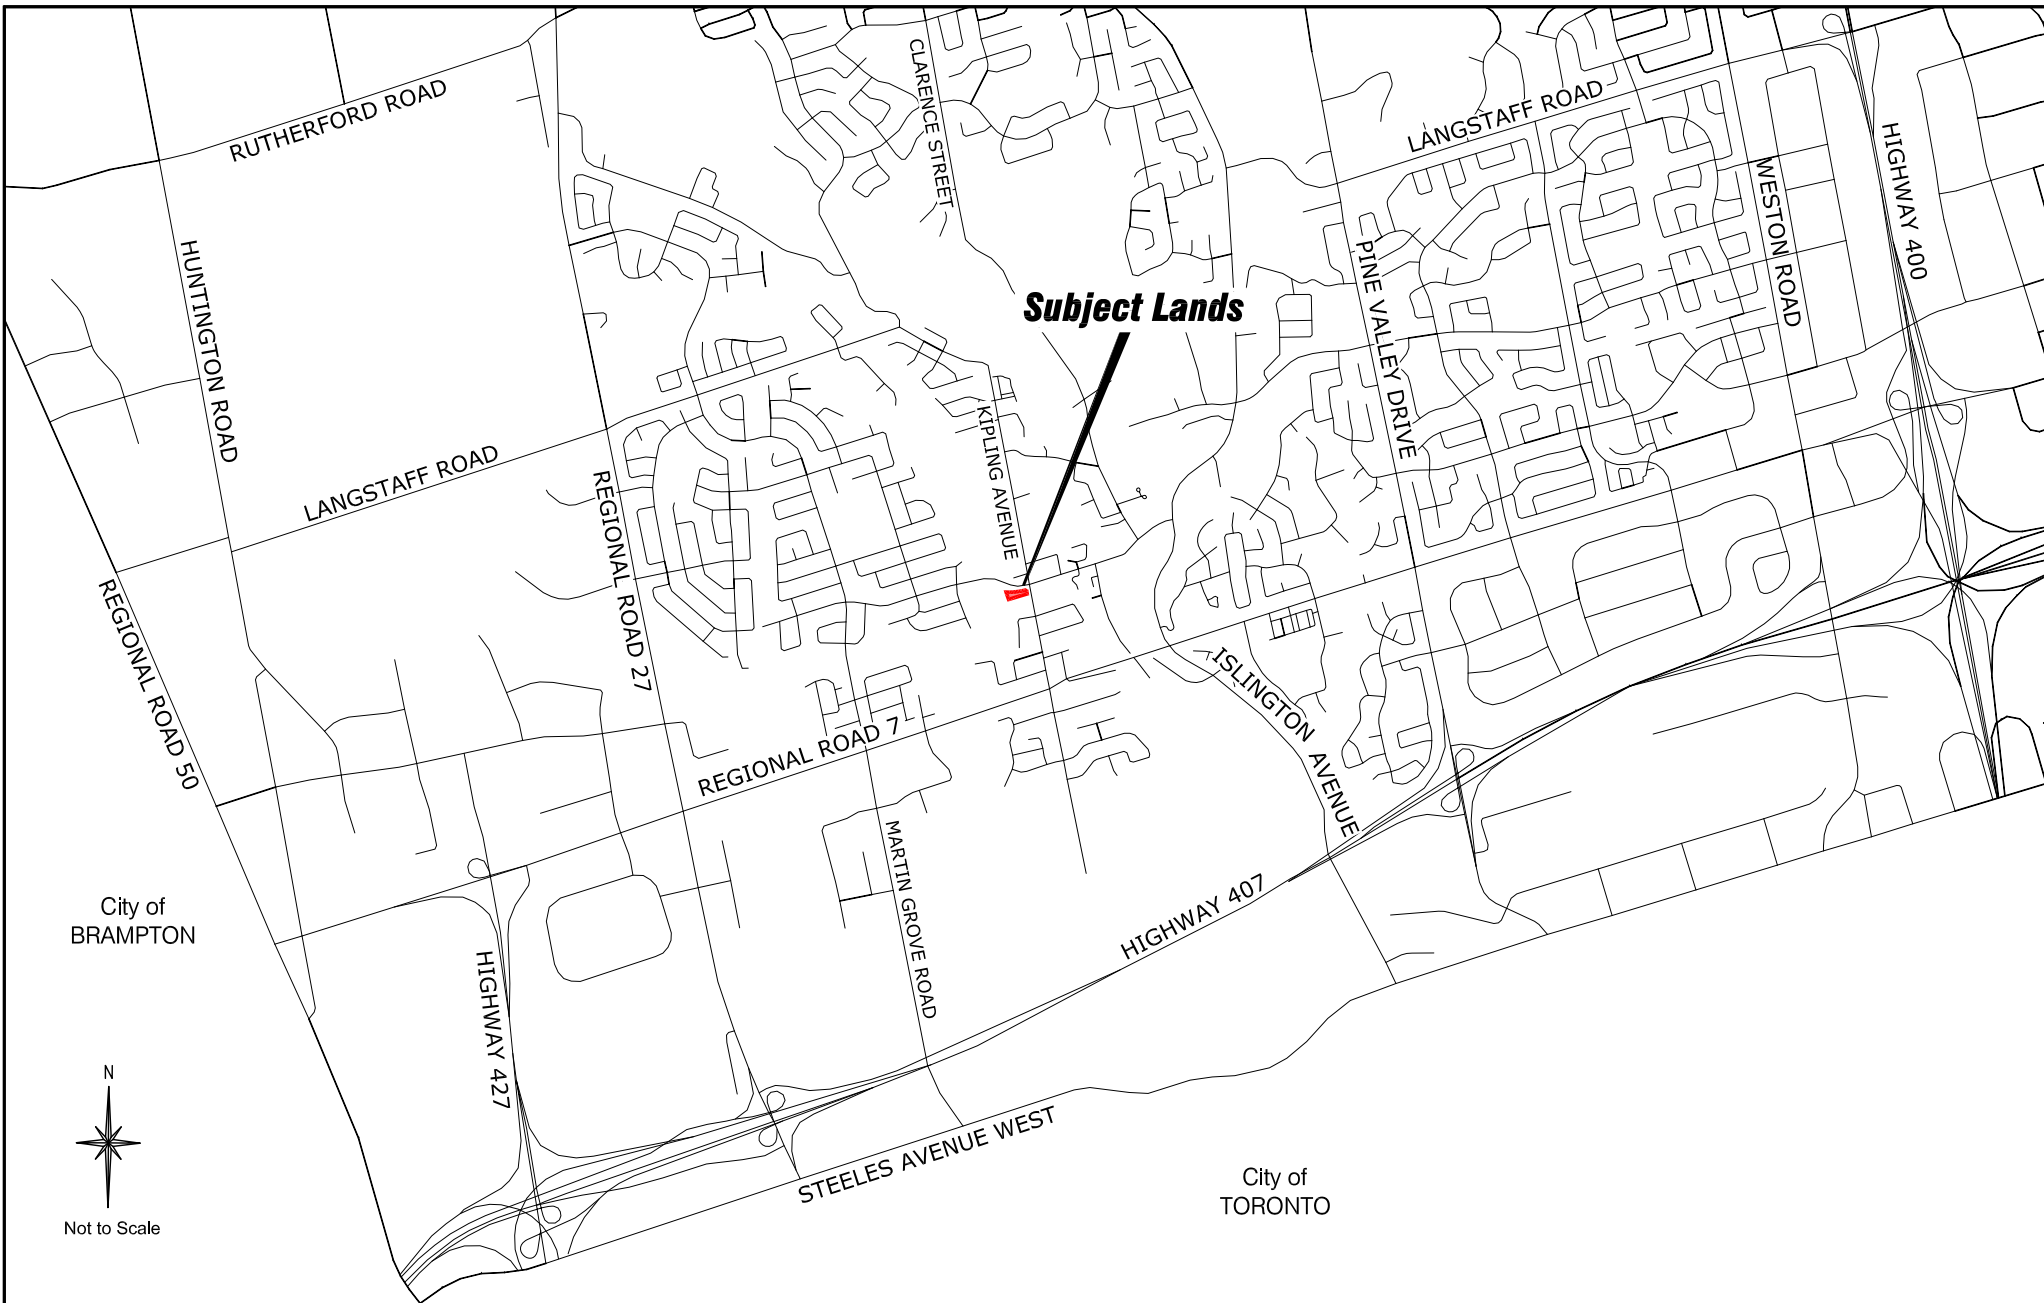 CLARENCE STREET
RUTHERFORD ROAD
LANGSTAFF ROAD
HIGHWAY 400
WESTON ROAD
HUNTINGTON ROAD
PINE VALLEY DRIVE
Subject Lands
KIPLING AVENUE
LANGSTAFF ROAD
REGIONAL ROAD 27
REGIONAL ROAD 50
ISLINGTON AVENUE
REGIONAL ROAD 7
MARTIN GROVE ROAD
HIGHWAY 407
City of
BRAMPTON
HIGHWAY 427
N
Not to Scale
STEELES AVENUE WEST
City of
TORONTO